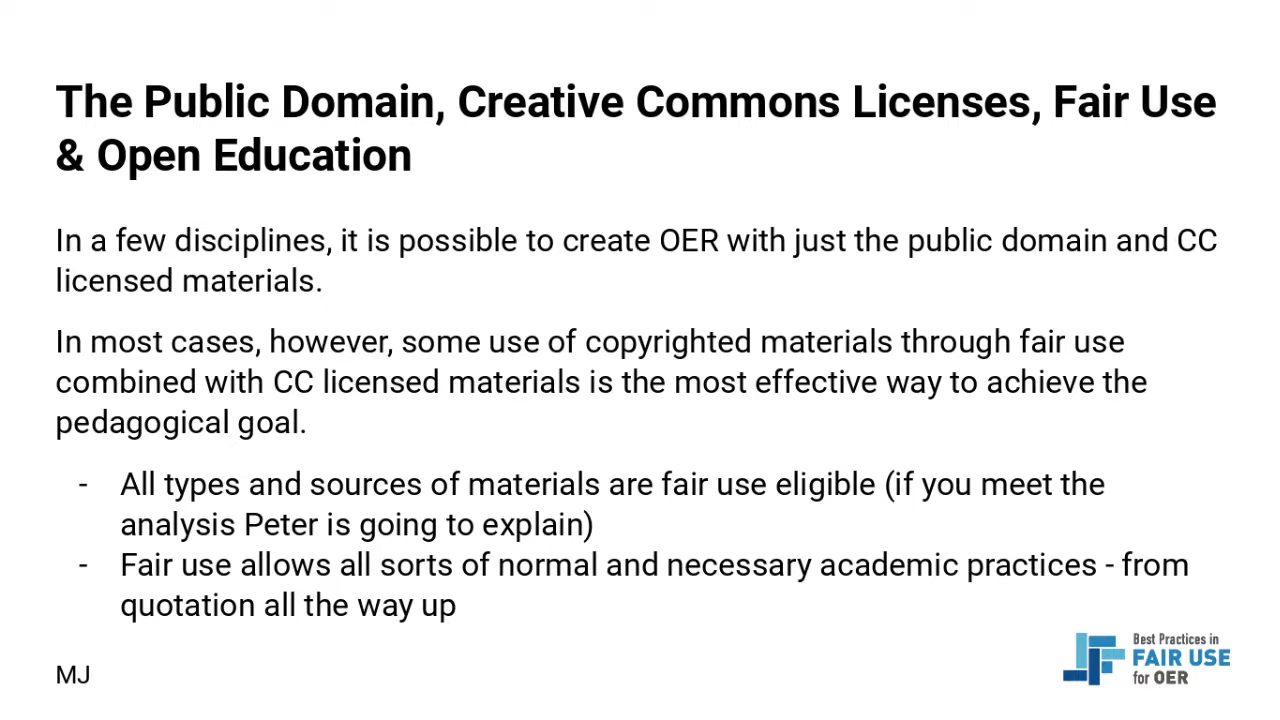 The Public Domain, Creative Commons Licenses, Fair Use
& Open Education
In a few disciplines, it is possible to create OER with just the public domain and CC
licensed materials.
In most cases, however, some use of copyrighted materials through fair use
combined with CC licensed materials is the most effective way to achieve the
pedagogical goal.
- All types and sources of materials are fair use eligible (if you meet the
analysis Peter is going to explain)
- Fair use allows all sorts of normal and necessary academic practices - from
quotation all the way up
MJ
Best Practices in
FAIR USE
for OER